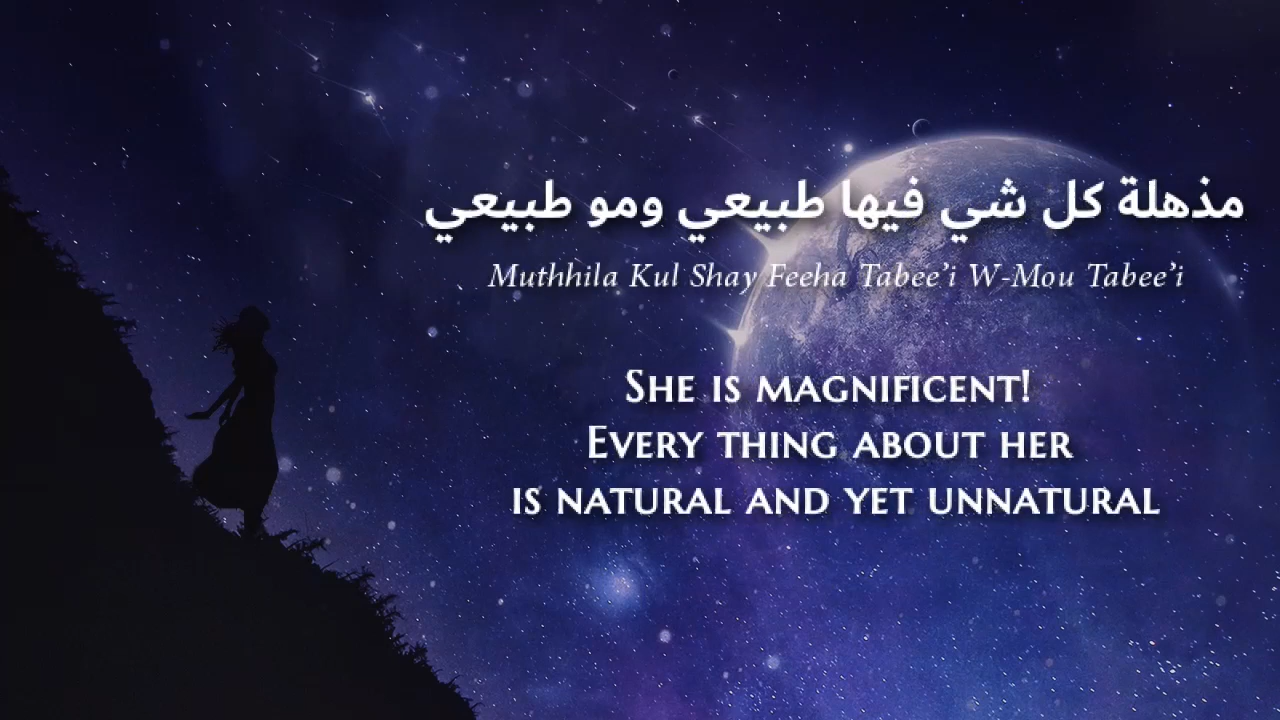 مذهلة كل شي فيها طبيعي ومو طبيعي
Muthhila Kul Shay Feeha Tabee’i W-Mou Tabee’i
She is magnificent!
Every thing about her
is natural and yet unnatural